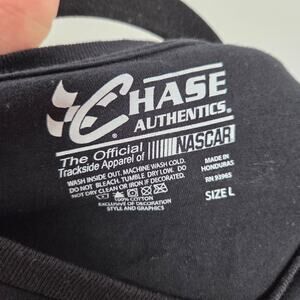 CHASE
AUTHENTICS®
The Official
Trackside Apparel of NASCAR
WASH INSIDE OUT. MACHINE WASH COLD.
DO NOT BLEACH. TUMBLE DRY LOW. DO
NOT DRY CLEAN OR IRON IF DECORATED.
100% COTTON
EXCLUSIVE OF DECORATION
STYLE AND GRAPHICS
MADE IN
HONDURAS
RN 93965
SIZE L